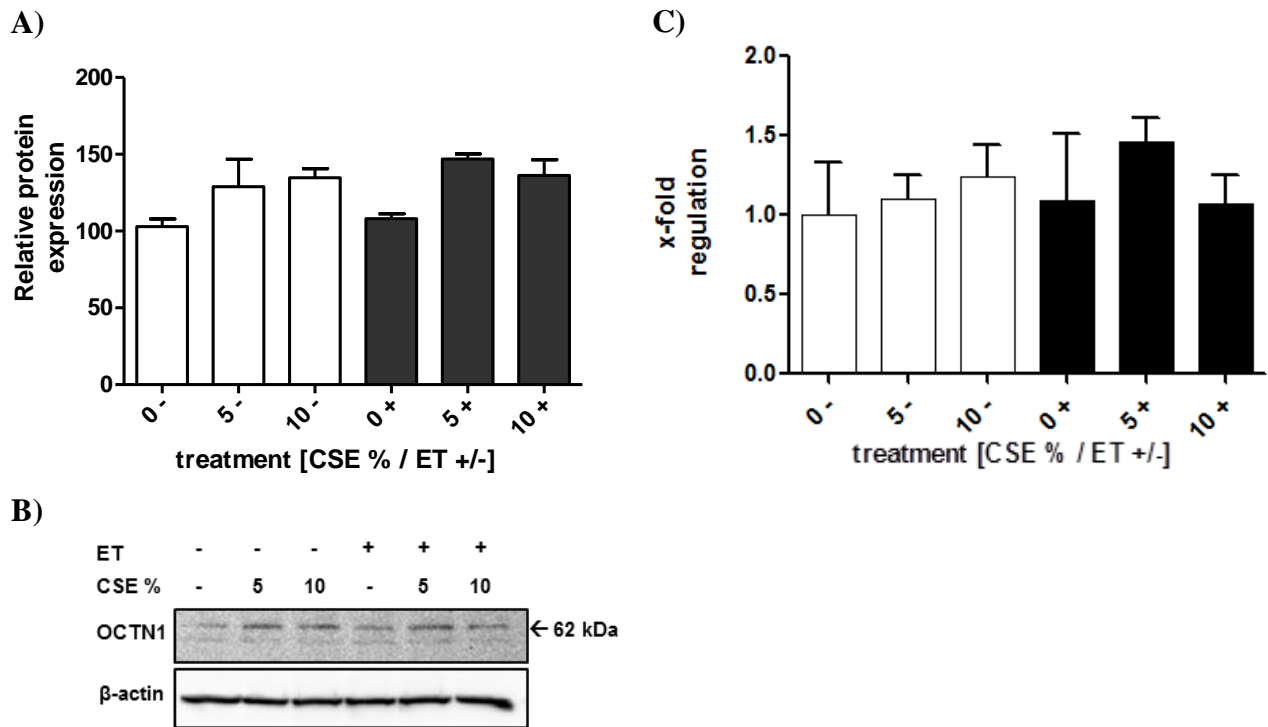 A)
Relative protein
expression
200
150
100
50
0
0 -
5 -
10 -
0 +
5 +
10 +
treatment [CSE % / ET +/-]
C)
x-fold
regulation
2.0
1.5
1.0
0.5
0.0
0 -
5 -
10 -
0 +
5 +
10 +
treatment [CSE % / ET +/-]
B)
ET - - - + + +
CSE % - 5 10 - 5 10
OCTN1 ← 62 kDa
β-actin